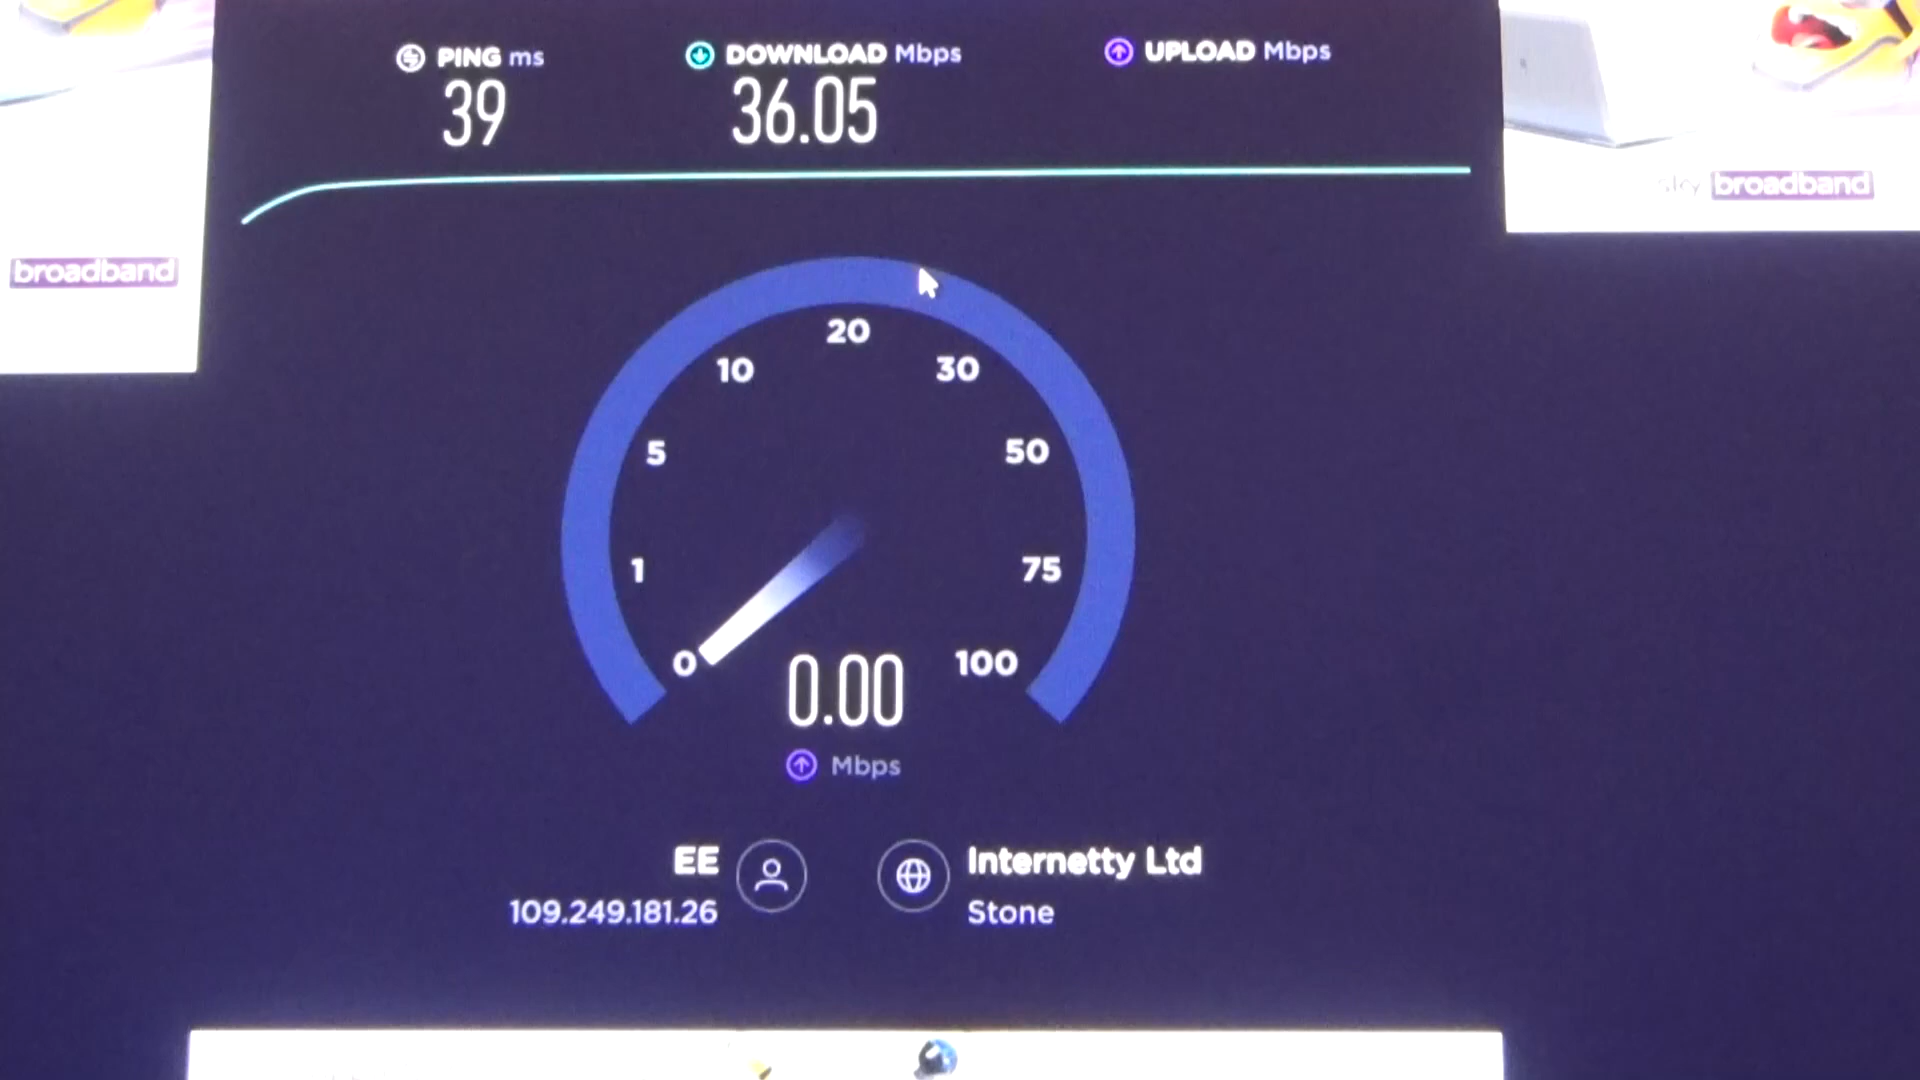 PING ms
39
DOWNLOAD Mbps
36.05
UPLOAD Mbps
sky broadband
broadband
20
10
30
5
50
1
75
0
100
0.00
Mbps
EE
109.249.181.26
Internetty Ltd
Stone